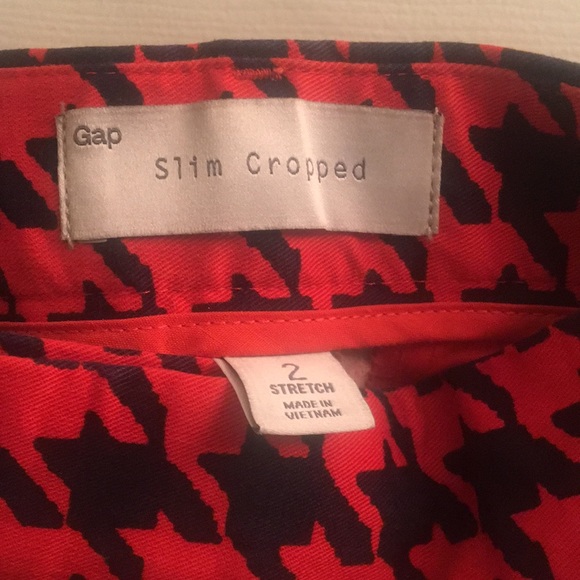 Gap
Slim Cropped
2
STRETCH
MADE IN
VIETNAM